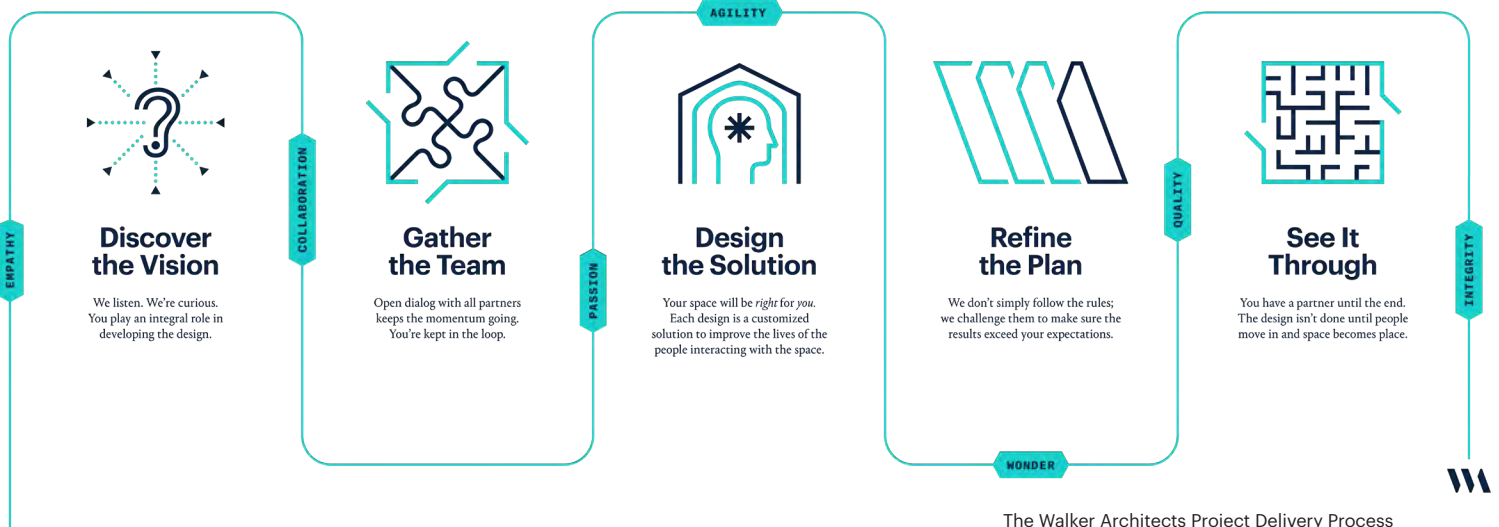 EMPATHY
Discover
the Vision
We listen. We're curious.
You play an integral role in
developing the design.
COLLABORATION
Gather
the Team
Open dialog with all partners
keeps the momentum going.
You're kept in the loop.
PASSION
AGILITY
Design
the Solution
Your space will be right for you.
Each design is a customized
solution to improve the lives of the
people interacting with the space.
WONDER
Refine
the Plan
We don't simply follow the rules;
we challenge them to make sure the
results exceed your expectations.
QUALITY
See It
Through
You have a partner until the end.
The design isn't done until people
move in and space becomes place.
INTEGRITY
The Walker Architects Project Delivery Process